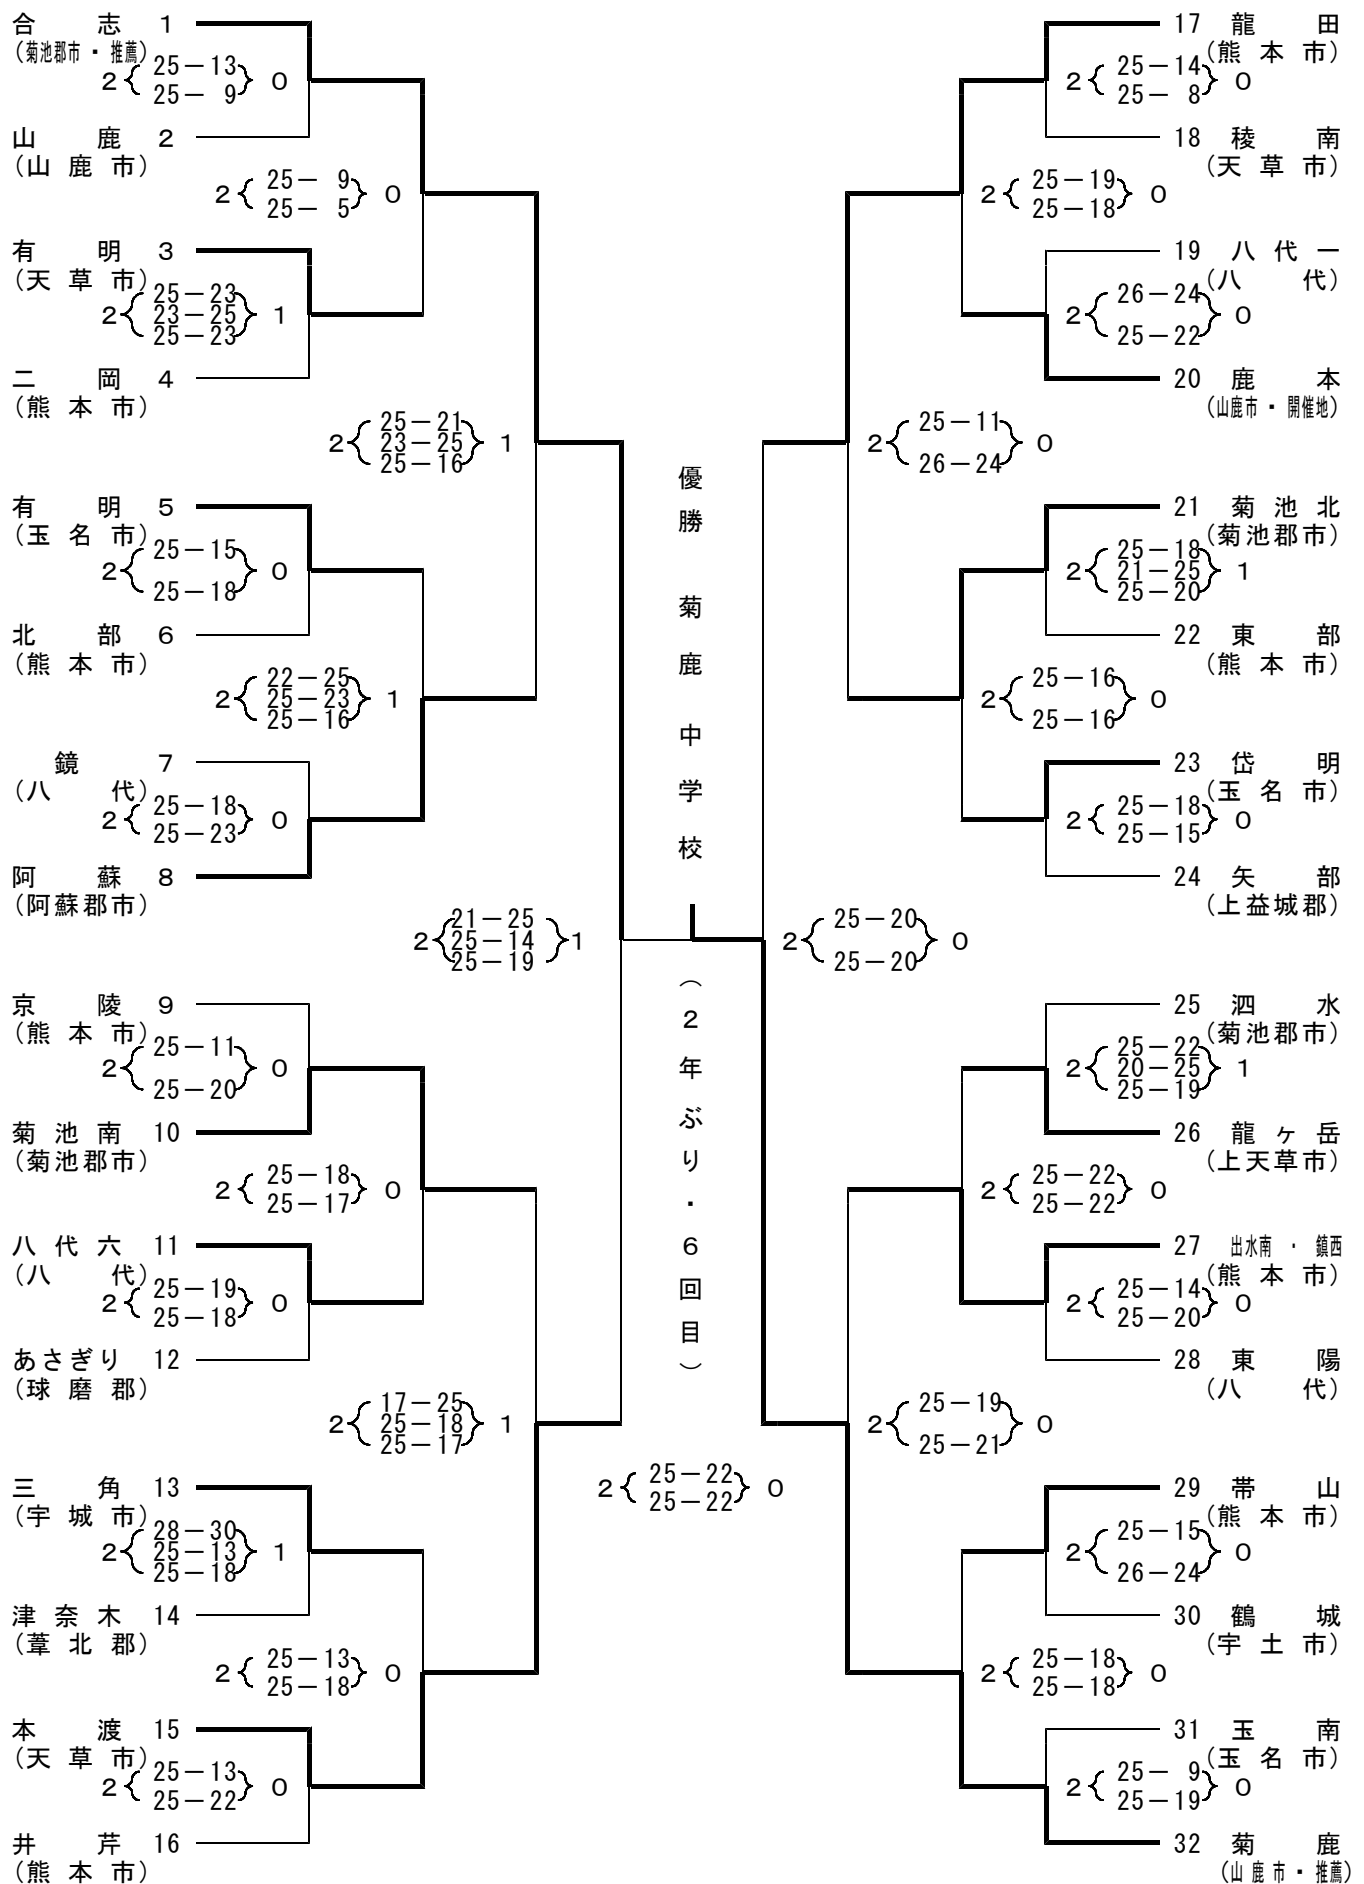 合志 1
(菊池郡市・推薦)
2 25－13 0
25－ 9
山鹿 2
(山鹿市)
2 25－ 9 0
25－ 5
有明 3
(天草市)
25－23
2 23－25 1
25－23
二岡 4
(熊本市)
25－21
2 23－25 1
25－16
有明 5
(玉名市)
25－15
2 0
25－18
北部 6
(熊本市)
22－25
2 25－23 1
25－16
鏡 7
(八代)
2 25－18 0
25－23
阿蘇 8
(阿蘇郡市)
21－25
2 25－14 1
25－19
京陵 9
(熊本市)
25－11
2 0
25－20
菊池南 10
(菊池郡市)
2 25－18 0
25－17
八代六 11
(八代)
2 25－19 0
25－18
あさぎり 12
(球磨郡)
17－25
2 25－18 1
25－17
三角 13
(宇城市)
28－30
2 25－13 1
25－18
津奈木 14
(葦北郡)
2 25－13 0
25－18
本渡 15
(天草市)
2 25－13 0
25－22
井芹 16
(熊本市)
優勝 菊鹿中学校
(2年ぶり・6回目)
2 25－22 0
25－22
17 龍田
(熊本市)
2 25－14 0
25－ 8
18 稜南
(天草市)
2 25－19 0
25－18
19 八代一
(八代)
26－24
2 0
25－22
20 鹿本
(山鹿市・開催地)
25－11
2 0
26－24
21 菊池北
(菊池郡市)
25－18
2 21－25 1
25－20
22 東部
(熊本市)
25－16
2 0
25－16
23 岱明
(玉名市)
2 25－18 0
25－15
24 矢部
(上益城郡)
25－20
2 0
25－20
25 泗水
(菊池郡市)
25－22
2 20－25 1
25－19
26 龍ヶ岳
(上天草市)
2 25－22 0
25－22
27 出水南・鎮西
(熊本市)
2 25－14 0
25－20
28 東陽
(八代)
25－19
2 0
25－21
29 帯山
(熊本市)
25－15
2 0
26－24
30 鶴城
(宇土市)
2 25－18 0
25－18
31 玉南
(玉名市)
2 25－ 9 0
25－19
32 菊鹿
(山鹿市・推薦)